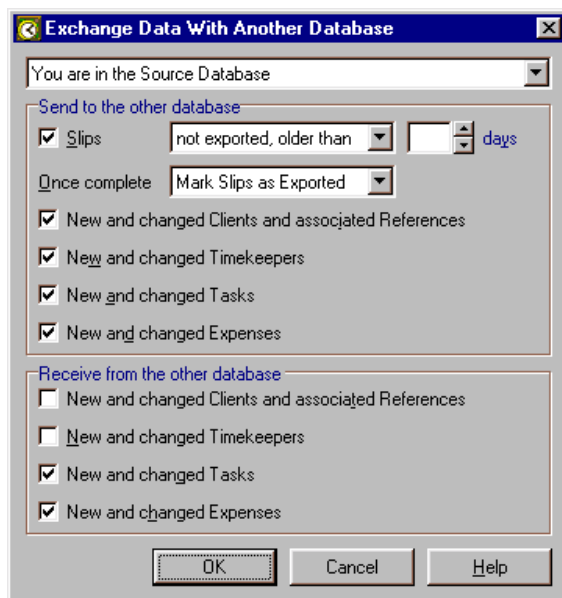 Exchange Data With Another Database
You are in the Source Database
Send to the other database
Slips not exported, older than days
Once complete Mark Slips as Exported
New and changed Clients and associated References
New and changed Timekeepers
New and changed Tasks
New and changed Expenses
Receive from the other database
New and changed Clients and associated References
New and changed Timekeepers
New and changed Tasks
New and changed Expenses
OK Cancel Help